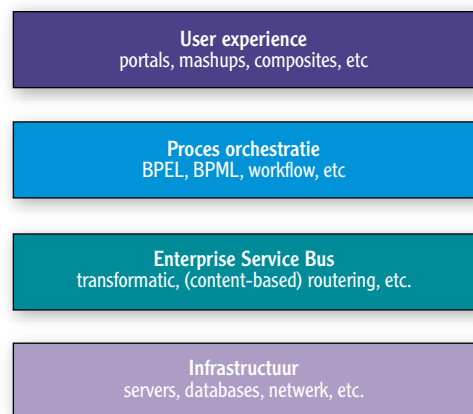 User experience
portals, mashups, composites, etc
Proces orchestratie
BPEL, BPML, workflow, etc
Enterprise Service Bus
transformatic, (content-based) routering, etc.
Infrastructuur
servers, databases, netwerk, etc.